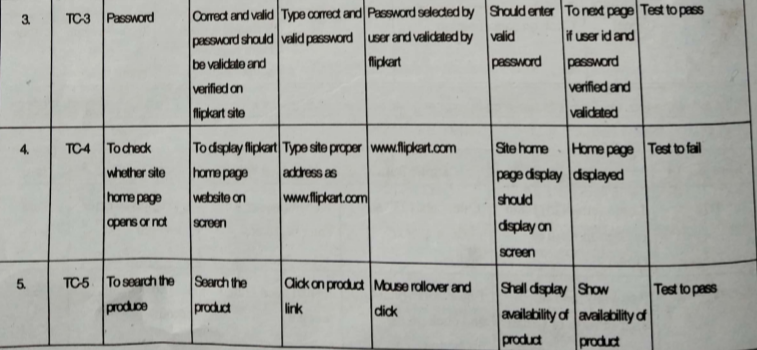 3. TC-3 Password Correct and valid Type correct and Password selected by Should enter To next page Test to pass
password should valid password user and validated by valid if user id and
be validate and flipkart password password
verified on verified and
flipkart site validated
4. TC-4 To check To display flipkart Type site proper www.flipkart.com Site home Home page Test to fail
whether site home page address as page display displayed
home page website on www.flipkart.com should
opens or not screen display on
screen
5. TC-5 To search the Search the Click on product Mouse rollover and Shall display Show Test to pass
produce product link click availability of availability of
product product